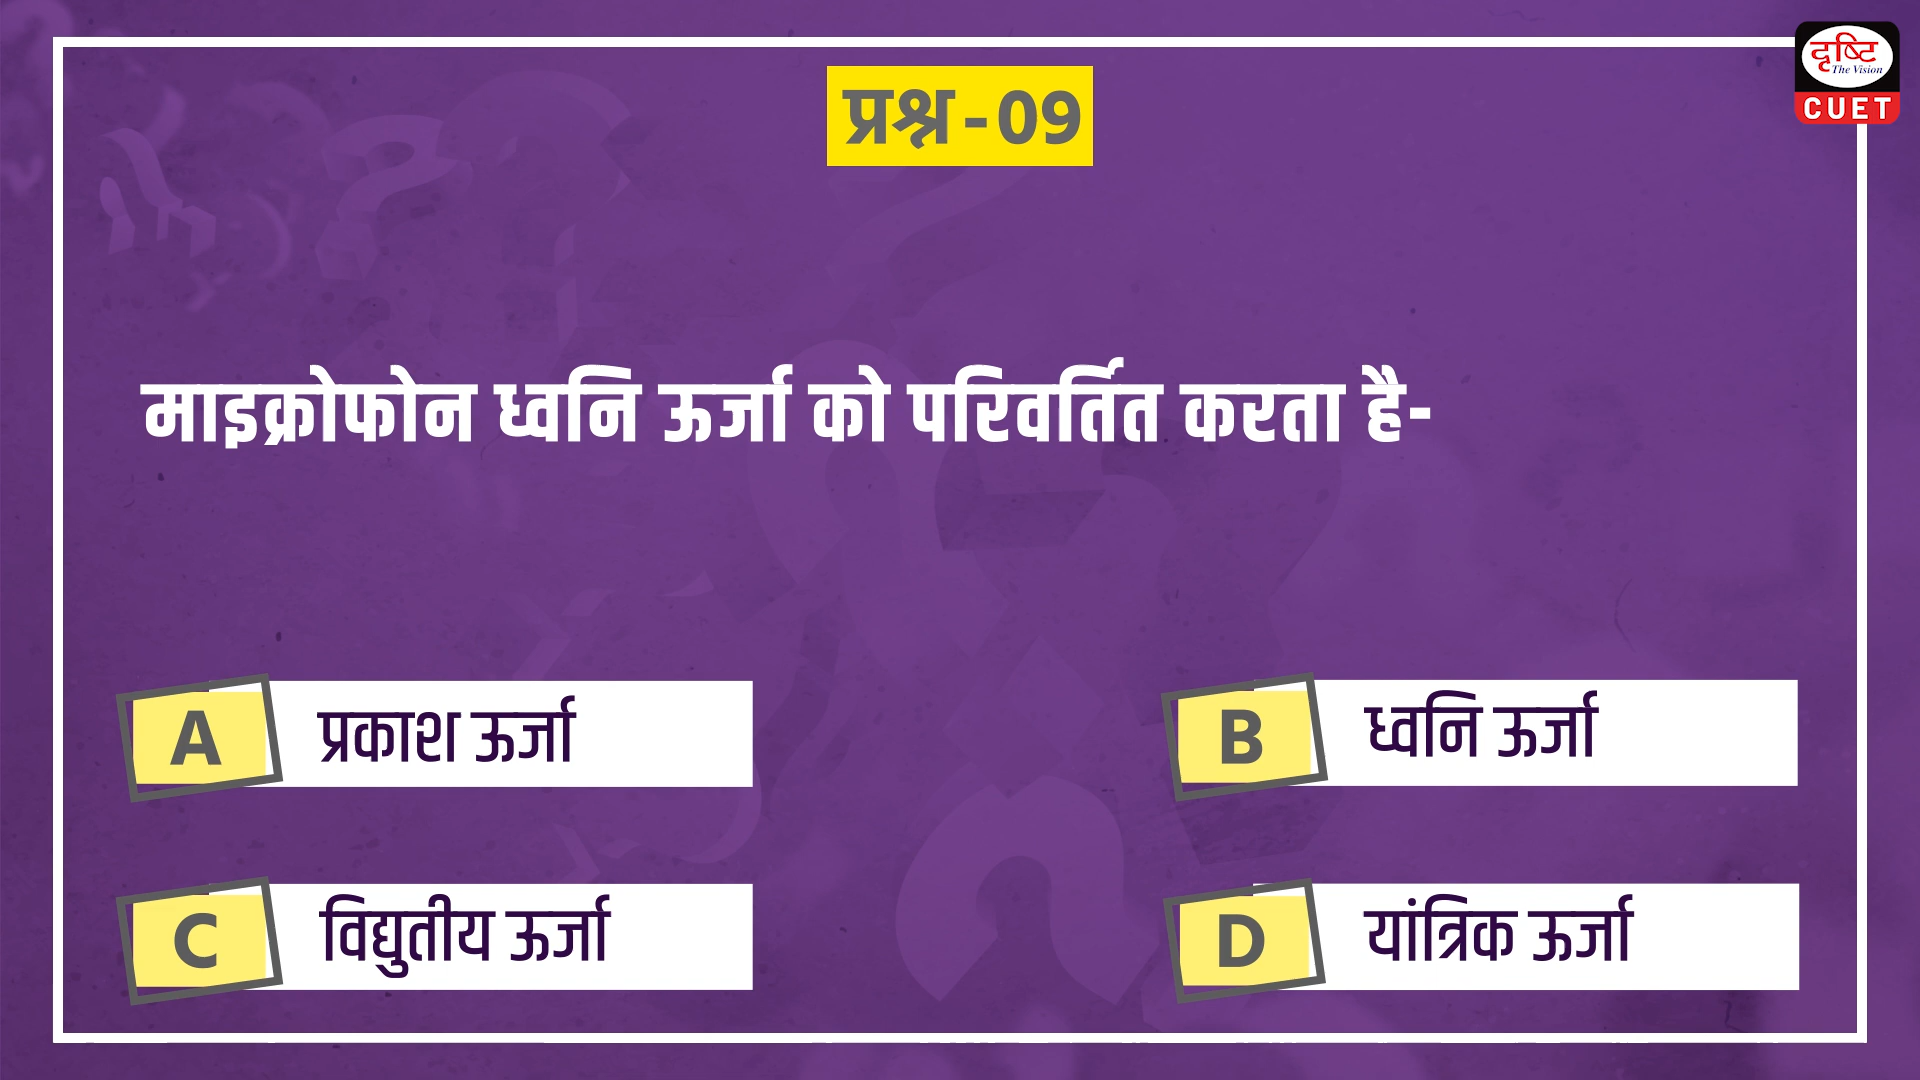 दृष्टि
The Vision
CUET
प्रश्न - 09
माइक्रोफोन ध्वनि ऊर्जा को परिवर्तित करता है-
A प्रकाश ऊर्जा
B ध्वनि ऊर्जा
C विद्युतीय ऊर्जा
D यांत्रिक ऊर्जा